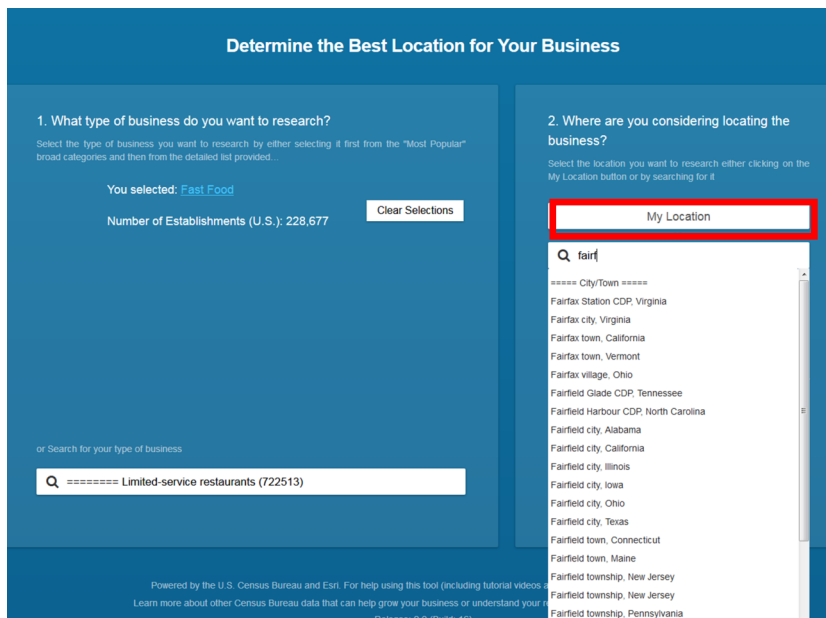 Determine the Best Location for Your Business
1. What type of business do you want to research?
Select the type of business you want to research by either selecting it first from the "Most Popular"
broad categories and then from the detailed list provided...
You selected: Fast Food
Clear Selections
Number of Establishments (U.S.): 228,677
or Search for your type of business
======== Limited-service restaurants (722513)
2. Where are you considering locating the
business?
Select the location you want to research either clicking on the
My Location button or by searching for it
My Location
fairf
===== City/Town =====
Fairfax Station CDP, Virginia
Fairfax city, Virginia
Fairfax town, California
Fairfax town, Vermont
Fairfax village, Ohio
Fairfield Glade CDP, Tennessee
Fairfield Harbour CDP, North Carolina
Fairfield city, Alabama
Fairfield city, California
Fairfield city, Illinois
Fairfield city, Iowa
Fairfield city, Ohio
Fairfield city, Texas
Fairfield town, Connecticut
Fairfield town, Maine
Fairfield township, New Jersey
Fairfield township, New Jersey
Fairfield township, Pennsylvania
Powered by the U.S. Census Bureau and Esri. For help using this tool (including tutorial videos
Learn more about other Census Bureau data that can help grow your business or understand your